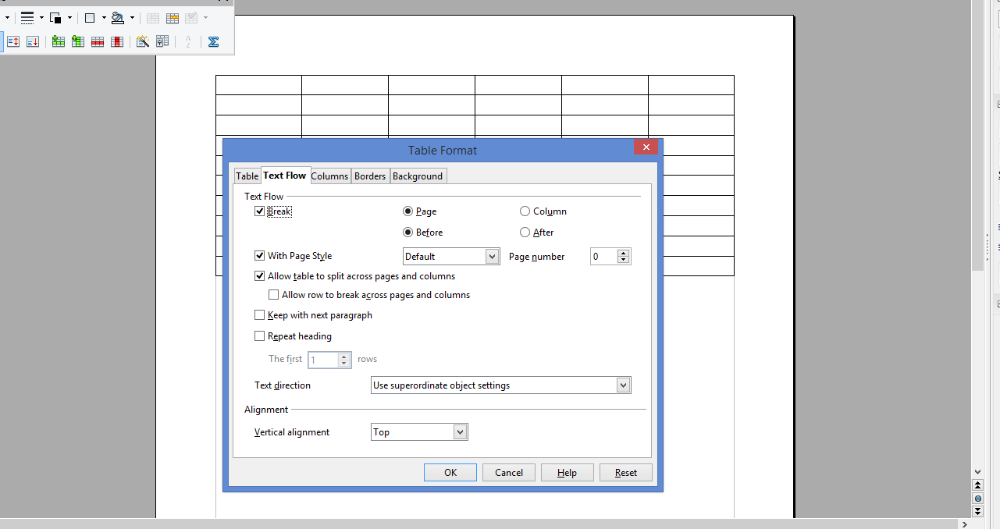 Table Format
Table Text Flow Columns Borders Background
Text Flow
Break Page Column
Before After
With Page Style Default Page number 0
Allow table to split across pages and columns
Allow row to break across pages and columns
Keep with next paragraph
Repeat heading
The first 1 rows
Text direction Use superordinate object settings
Alignment
Vertical alignment Top
OK Cancel Help Reset